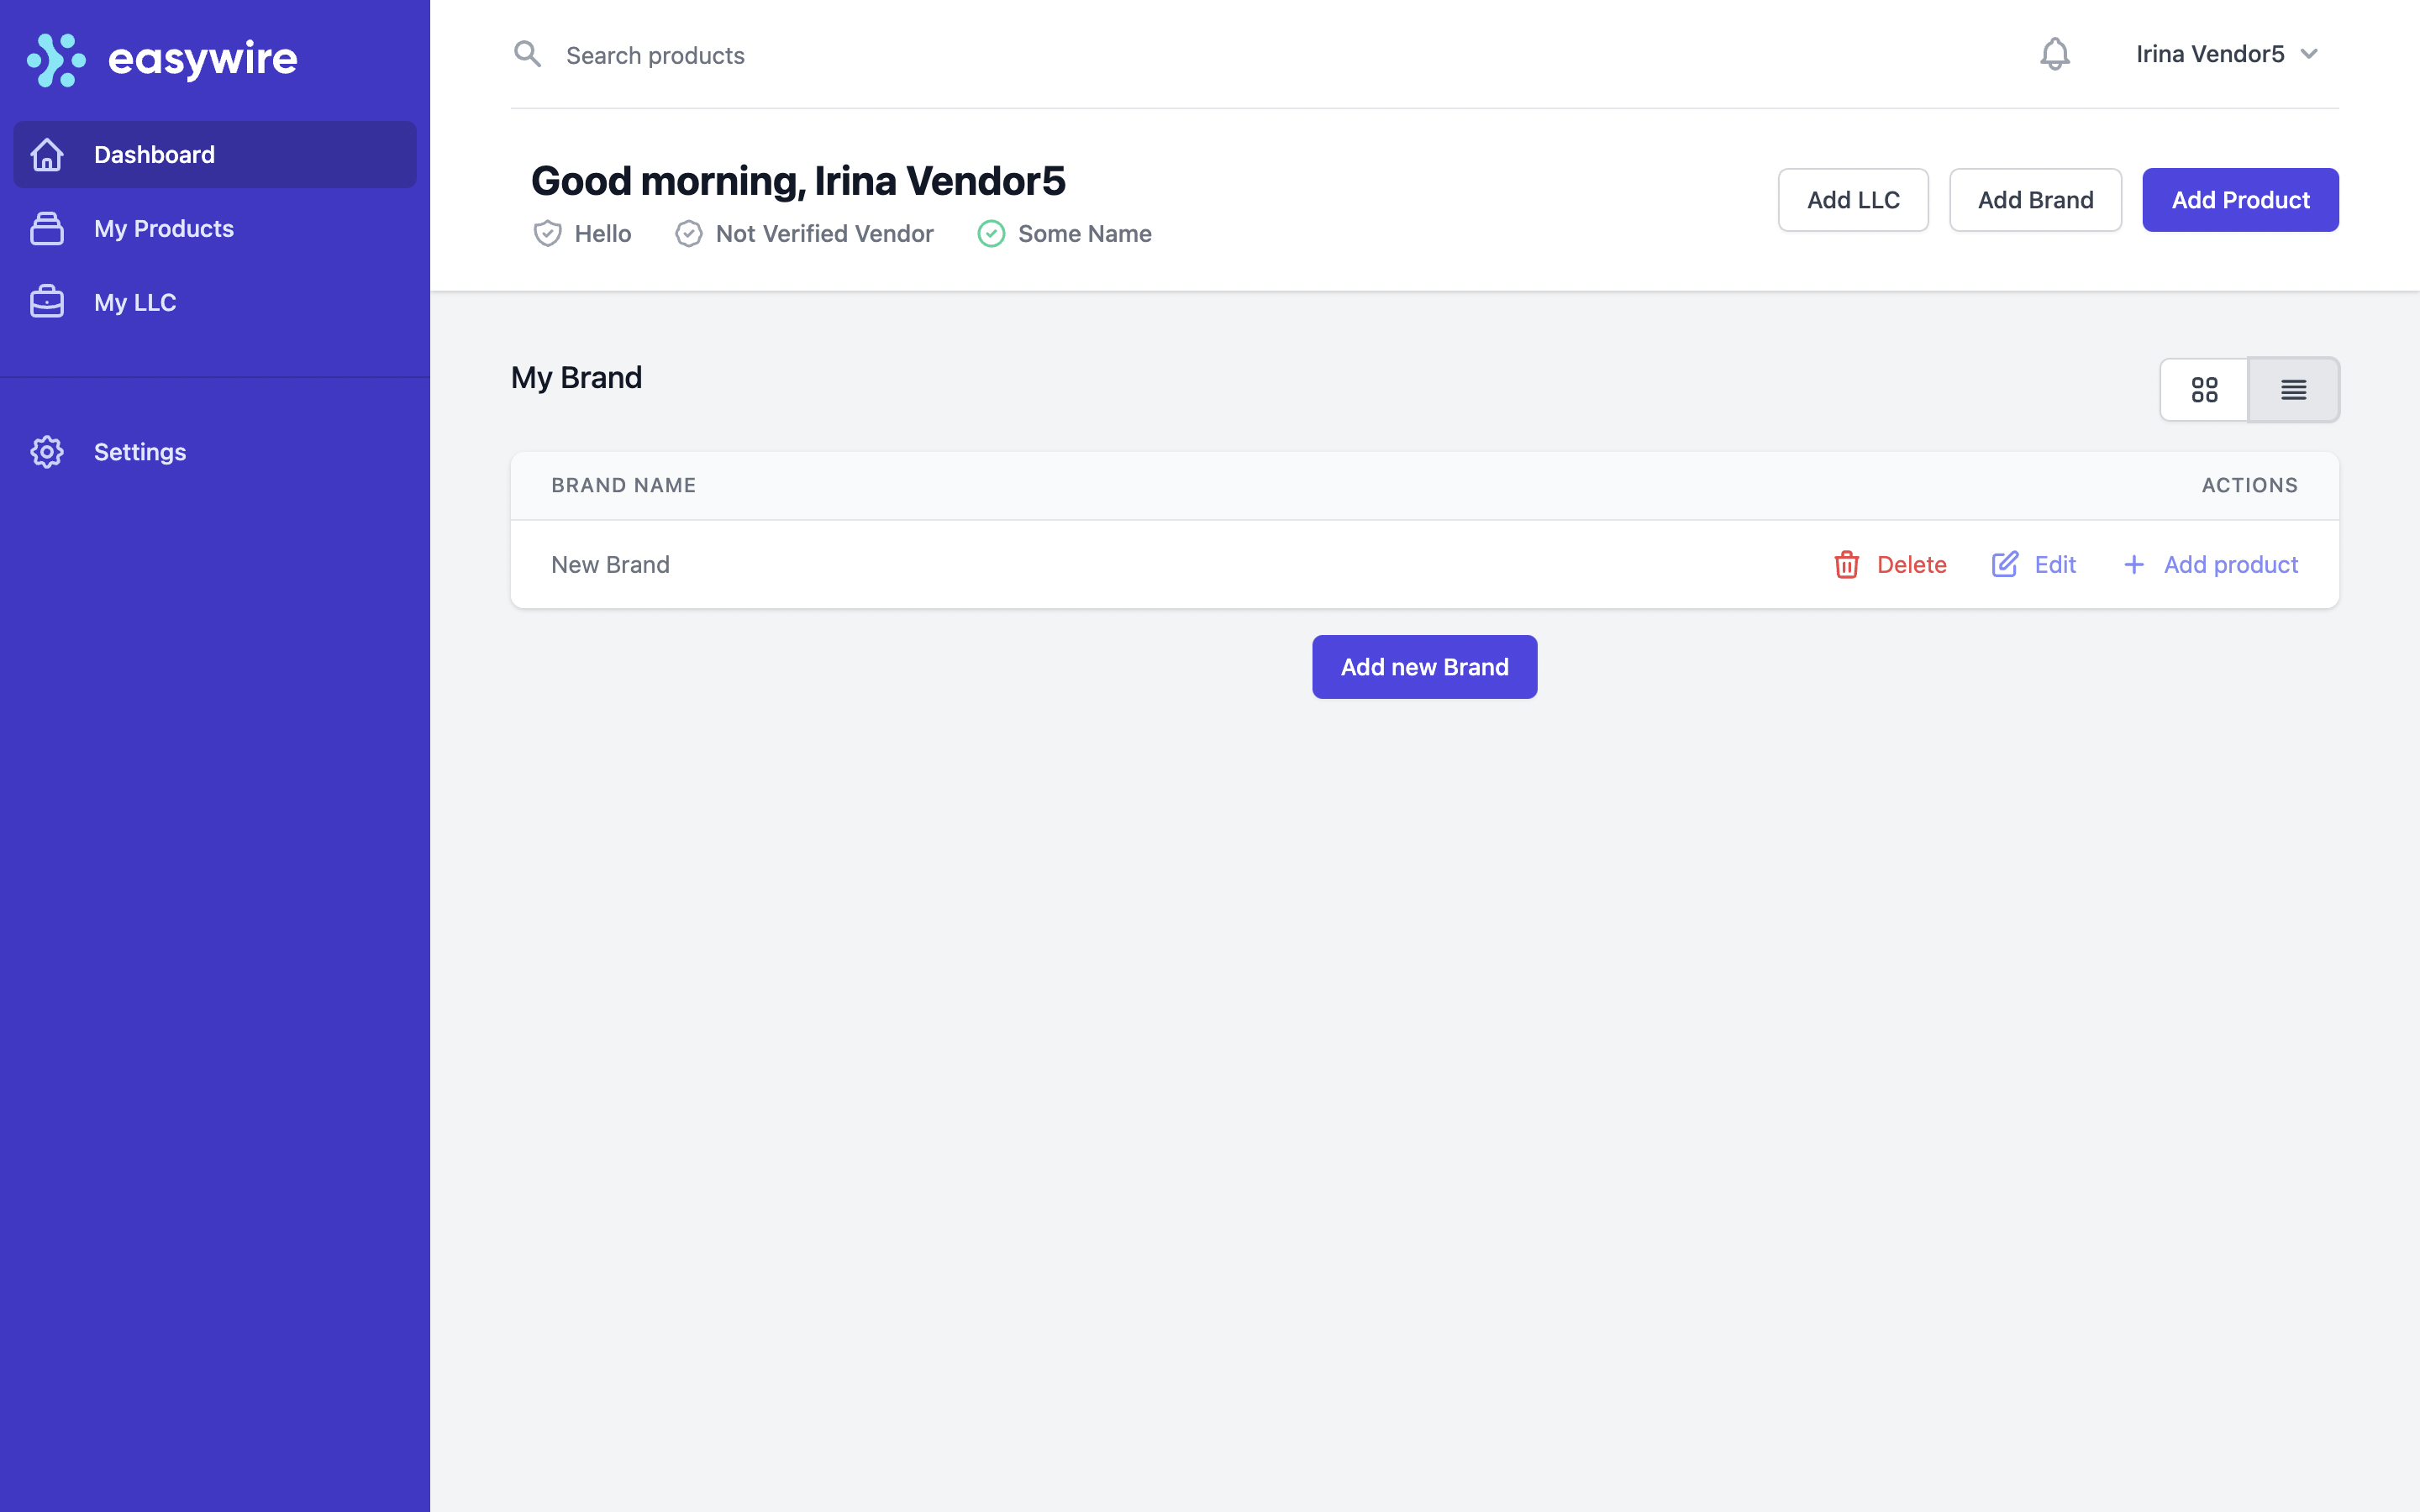 easywire
Dashboard
My Products
My LLC
Settings
Search products
Irina Vendor5
Good morning, Irina Vendor5
Hello Not Verified Vendor Some Name
Add LLC Add Brand Add Product
My Brand
BRAND NAME ACTIONS
New Brand Delete Edit Add product
Add new Brand